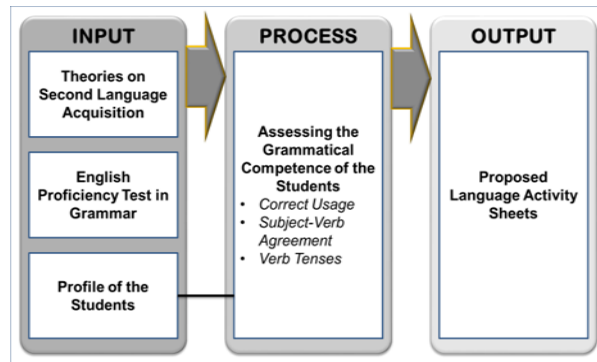 INPUT
Theories on
Second Language
Acquisition
English
Proficiency Test in
Grammar
Profile of the
Students
PROCESS
Assessing the
Grammatical
Competence of the
Students
• Correct Usage
• Subject-Verb
Agreement
• Verb Tenses
OUTPUT
Proposed
Language Activity
Sheets